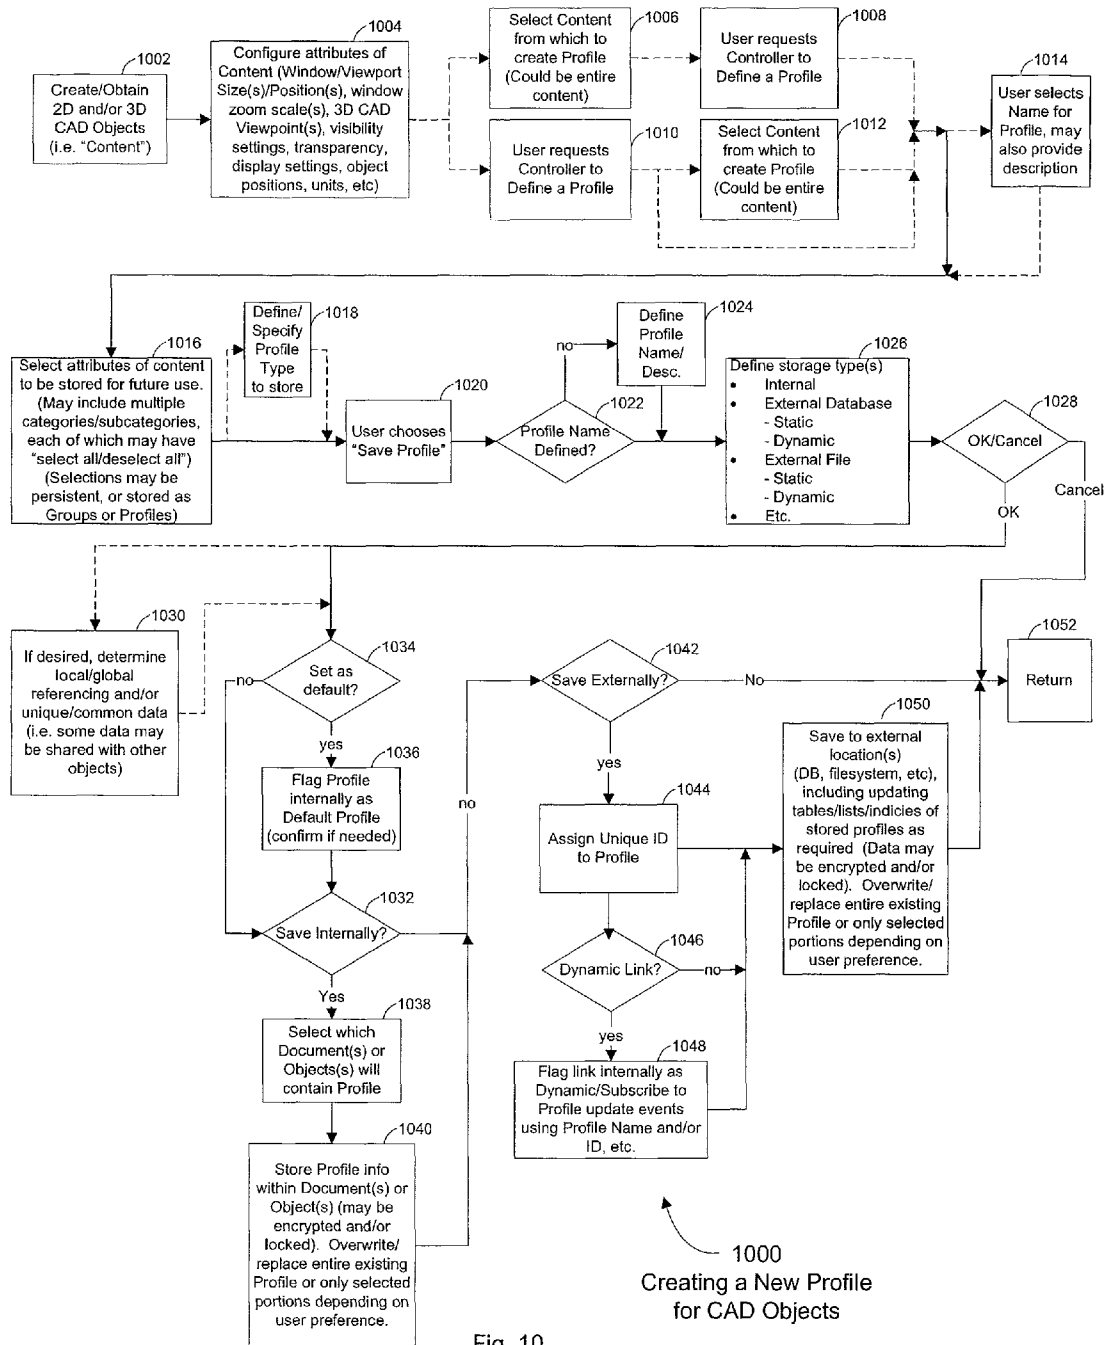 1002
Create/Obtain
2D and/or 3D
CAD Objects
(i.e. “Content”)
1004
Configure attributes of
Content (Window/Viewport
Size(s)/Position(s), window
zoom scale(s), 3D CAD
Viewpoint(s), visibility
settings, transparency,
display settings, object
positions, units, etc)
1006
Select Content
from which to
create Profile
(Could be entire
content)
1008
User requests
Controller to
Define a Profile
1010
User requests
Controller to
Define a Profile
1012
Select Content
from which to
create Profile
(Could be entire
content)
1014
User selects
Name for
Profile, may
also provide
description
1016
Select attributes of content
to be stored for future use.
(May include multiple
categories/subcategories,
each of which may have
“select all/deselect all”)
(Selections may be
persistent, or stored as
Groups or Profiles)
1018
Define/
Specify
Profile
Type
to store
1020
User chooses
“Save Profile”
1022
Profile Name
Defined?
no
1024
Define
Profile
Name/
Desc.
1026
Define storage type(s)
• Internal
• External Database
- Static
- Dynamic
• External File
- Static
- Dynamic
• Etc.
1028
OK/Cancel
Cancel
OK
1030
If desired, determine
local/global
referencing and/or
unique/common data
(i.e. some data may
be shared with other
objects)
1034
Set as
default?
no
yes
1036
Flag Profile
internally as
Default Profile
(confirm if needed)
1032
Save Internally?
no
Yes
1038
Select which
Document(s) or
Objects(s) will
contain Profile
1040
Store Profile info
within Document(s) or
Object(s) (may be
encrypted and/or
locked). Overwrite/
replace entire existing
Profile or only selected
portions depending on
user preference.
1042
Save Externally?
No
yes
1044
Assign Unique ID
to Profile
1046
Dynamic Link?
no
yes
1048
Flag link internally as
Dynamic/Subscribe to
Profile update events
using Profile Name and/or
ID, etc.
1050
Save to external
location(s)
(DB, filesystem, etc),
including updating
tables/lists/indicies of
stored profiles as
required (Data may
be encrypted and/or
locked). Overwrite/
replace entire existing
Profile or only selected
portions depending on
user preference.
1052
Return
1000
Creating a New Profile
for CAD Objects
Fig. 10